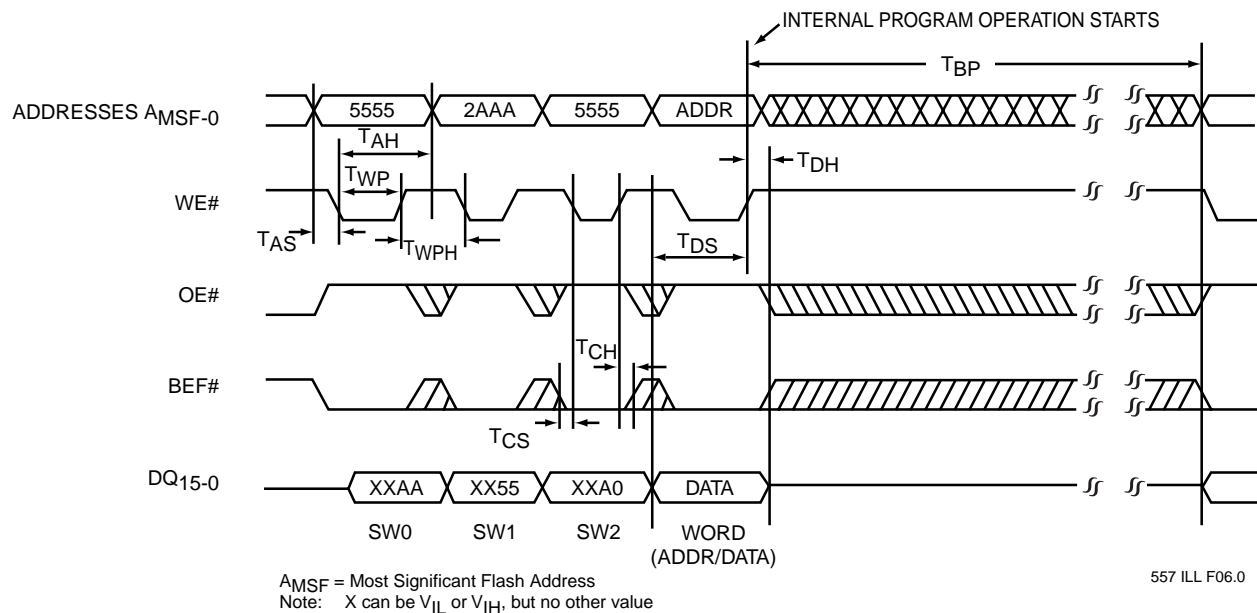 INTERNAL PROGRAM OPERATION STARTS
TBP
ADDRESSES AMSF-0
5555 2AAA 5555 ADDR
TAH
TDH
TWP
WE#
TAS
TWPH
TDS
OE#
TCH
BEF#
TCS
DQ15-0
XXAA XX55 XXA0 DATA
SW0 SW1 SW2 WORD
(ADDR/DATA)
AMSF = Most Significant Flash Address
Note: X can be VIL or VIH, but no other value
557 ILL F06.0